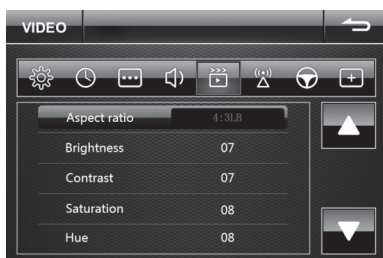 VIDEO
Aspect ratio 4:3LB
Brightness 07
Contrast 07
Saturation 08
Hue 08